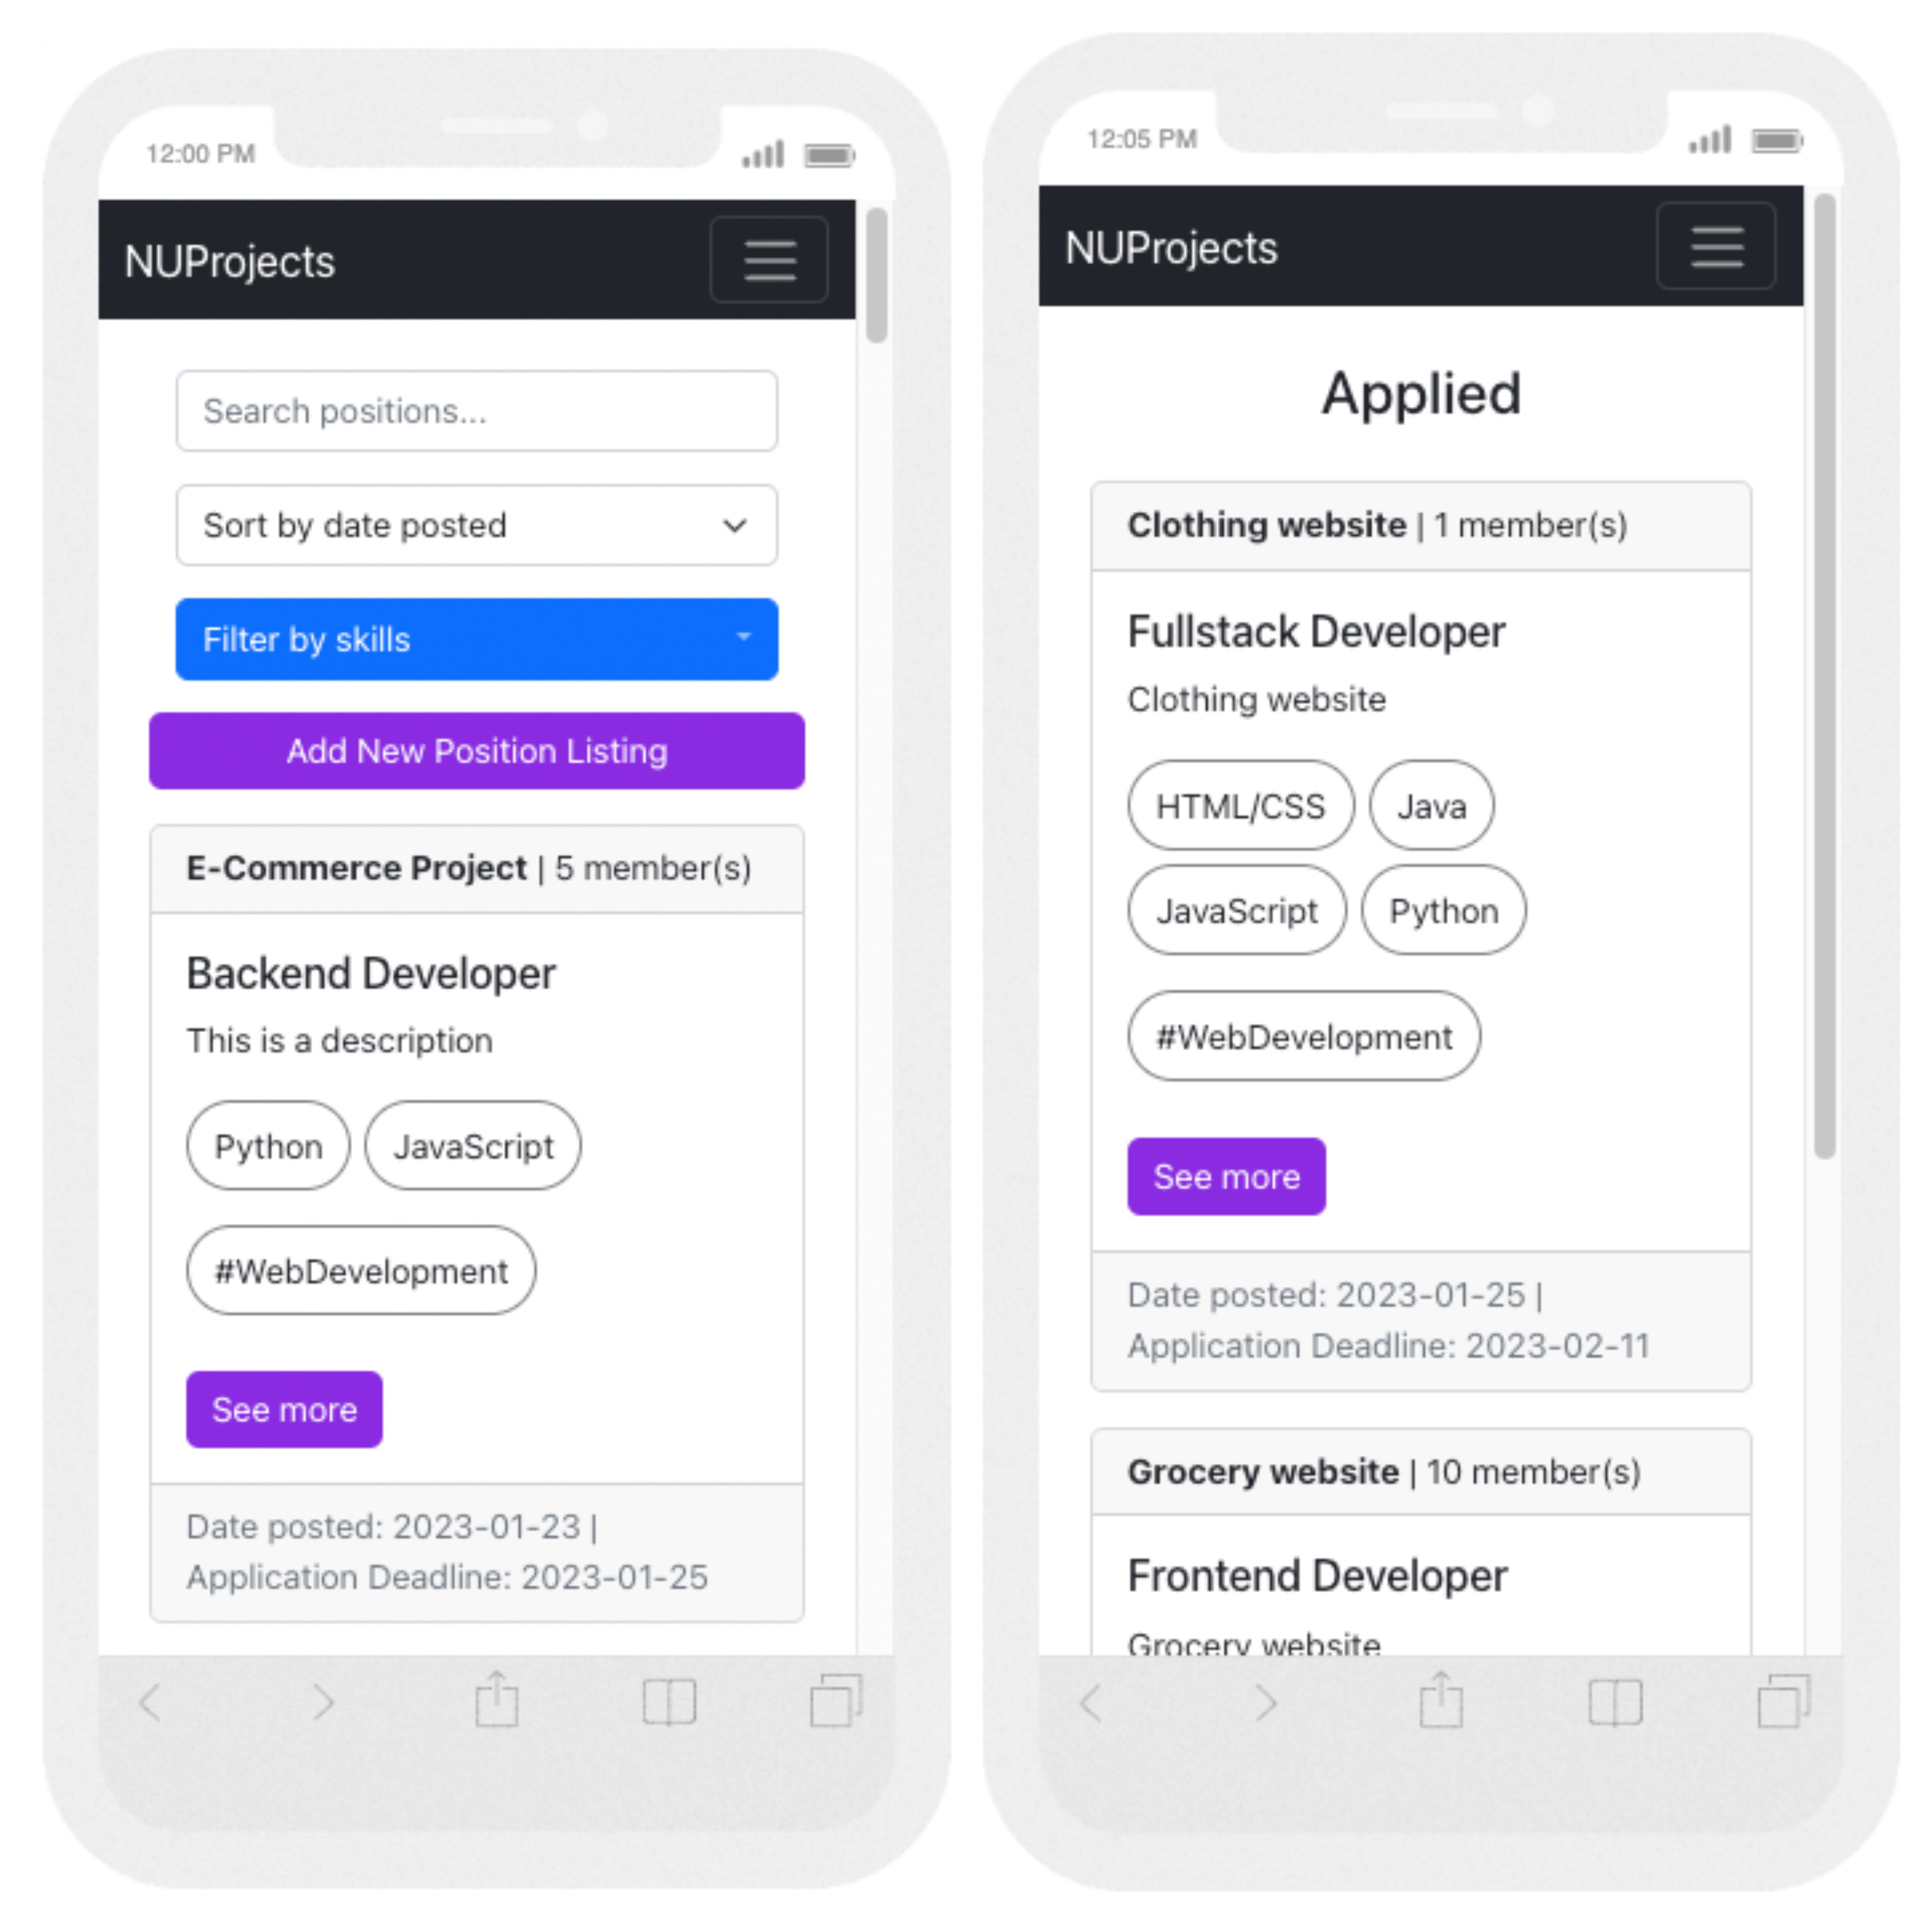 12:00 PM
NUProjects
Search positions...
Sort by date posted
Filter by skills
Add New Position Listing
E-Commerce Project | 5 member(s)
Backend Developer
This is a description
Python JavaScript
#WebDevelopment
See more
Date posted: 2023-01-23 |
Application Deadline: 2023-01-25
12:05 PM
NUProjects
Applied
Clothing website | 1 member(s)
Fullstack Developer
Clothing website
HTML/CSS Java
JavaScript Python
#WebDevelopment
See more
Date posted: 2023-01-25 |
Application Deadline: 2023-02-11
Grocery website | 10 member(s)
Frontend Developer
Grocery website